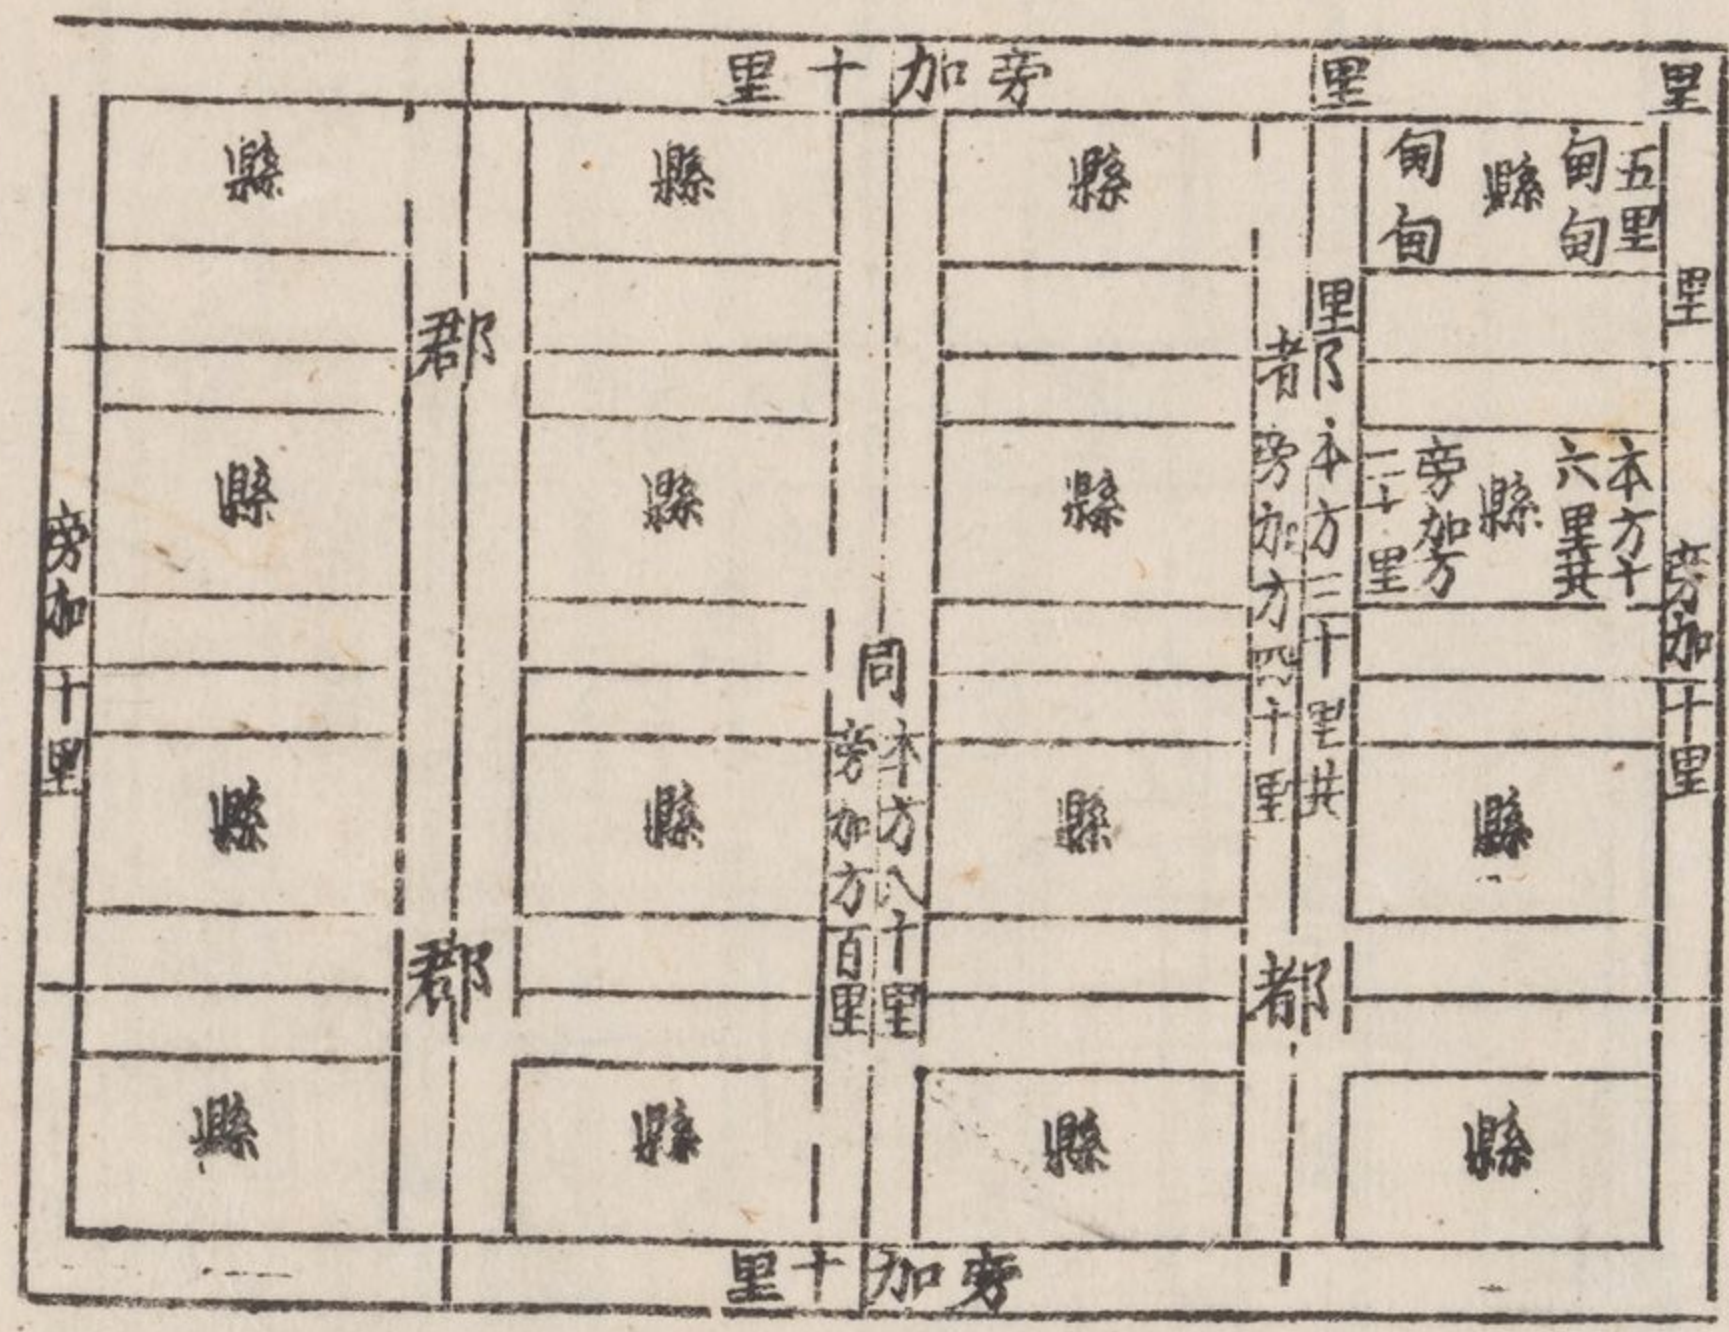 旁加十里
里
里
五里
甸甸
縣
甸甸
縣
縣
縣
里
里
都
郡
旁加十里
本方十
六里共
縣
旁加方
二十里
本方三十里共
旁加方四十里
縣
縣
縣
旁加十里
同
本方八十里
旁加方百里
縣
縣
縣
縣
都
郡
縣
縣
縣
縣
旁加十里